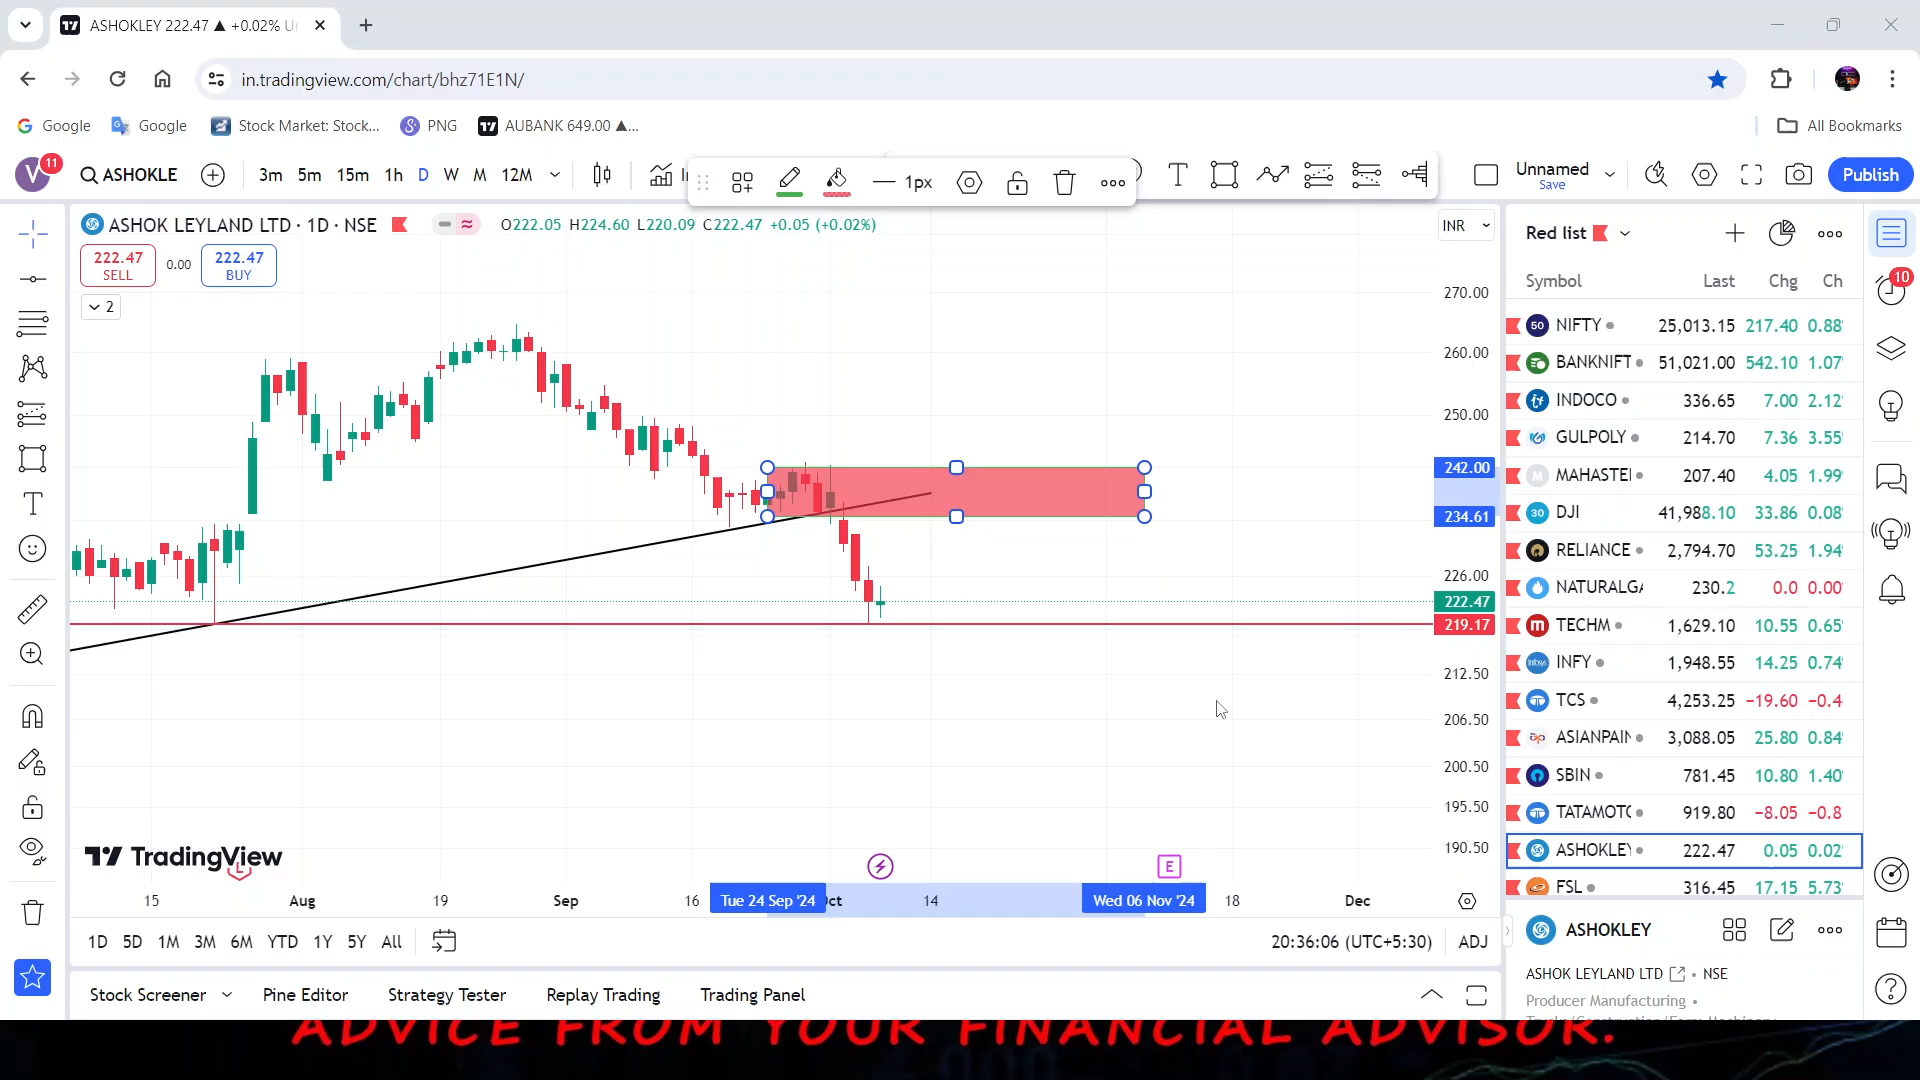 ASHOKLEY 222.47 ▲ +0.02% Un
in.tradingview.com/chart/bhz71E1N/
Google
Google
Stock Market: Stock...
PNG
AUBANK 649.00 ▲...
All Bookmarks
V
11
ASHOKLE
3m 5m 15m 1h D W M 12M
1px
T
Unnamed
Save
Publish
ASHOK LEYLAND LTD · 1D · NSE
O222.05 H224.60 L220.09 C222.47 +0.05 (+0.02%)
INR
222.47
SELL
0.00
222.47
BUY
2
270.00
260.00
250.00
242.00
234.61
226.00
222.47
219.17
212.50
206.50
200.50
195.50
190.50
TradingView
L
E
15 Aug 19 Sep 16 Tue 24 Sep '24 Oct 14 Wed 06 Nov '24 18 Dec
1D 5D 1M 3M 6M YTD 1Y 5Y All
20:36:06 (UTC+5:30) ADJ
Stock Screener Pine Editor Strategy Tester Replay Trading Trading Panel
Red list
10
Symbol Last Chg Ch
50 NIFTY 25,013.15 217.40 0.88
BANKNIFT 51,021.00 542.10 1.07
INDOCO 336.65 7.00 2.12
GULPOLY 214.70 7.36 3.55
M MAHASTE 207.40 4.05 1.99
30 DJI 41,988.10 33.86 0.08
RELIANCE 2,794.70 53.25 1.94
NATURALGA 230.2 0.0 0.00
TECHM 1,629.10 10.55 0.65
INFY 1,948.55 14.25 0.74
TCS 4,253.25 −19.60 −0.4
ASIANPAIN 3,088.05 25.80 0.84
SBIN 781.45 10.80 1.40
TATAMOTO 919.80 −8.05 −0.8
ASHOKLEY 222.47 0.05 0.02
FSL 316.45 17.15 5.73
ASHOKLEY
ASHOK LEYLAND LTD • NSE
Producer Manufacturing •
ADVICE FROM YOUR FINANCIAL ADVISOR.